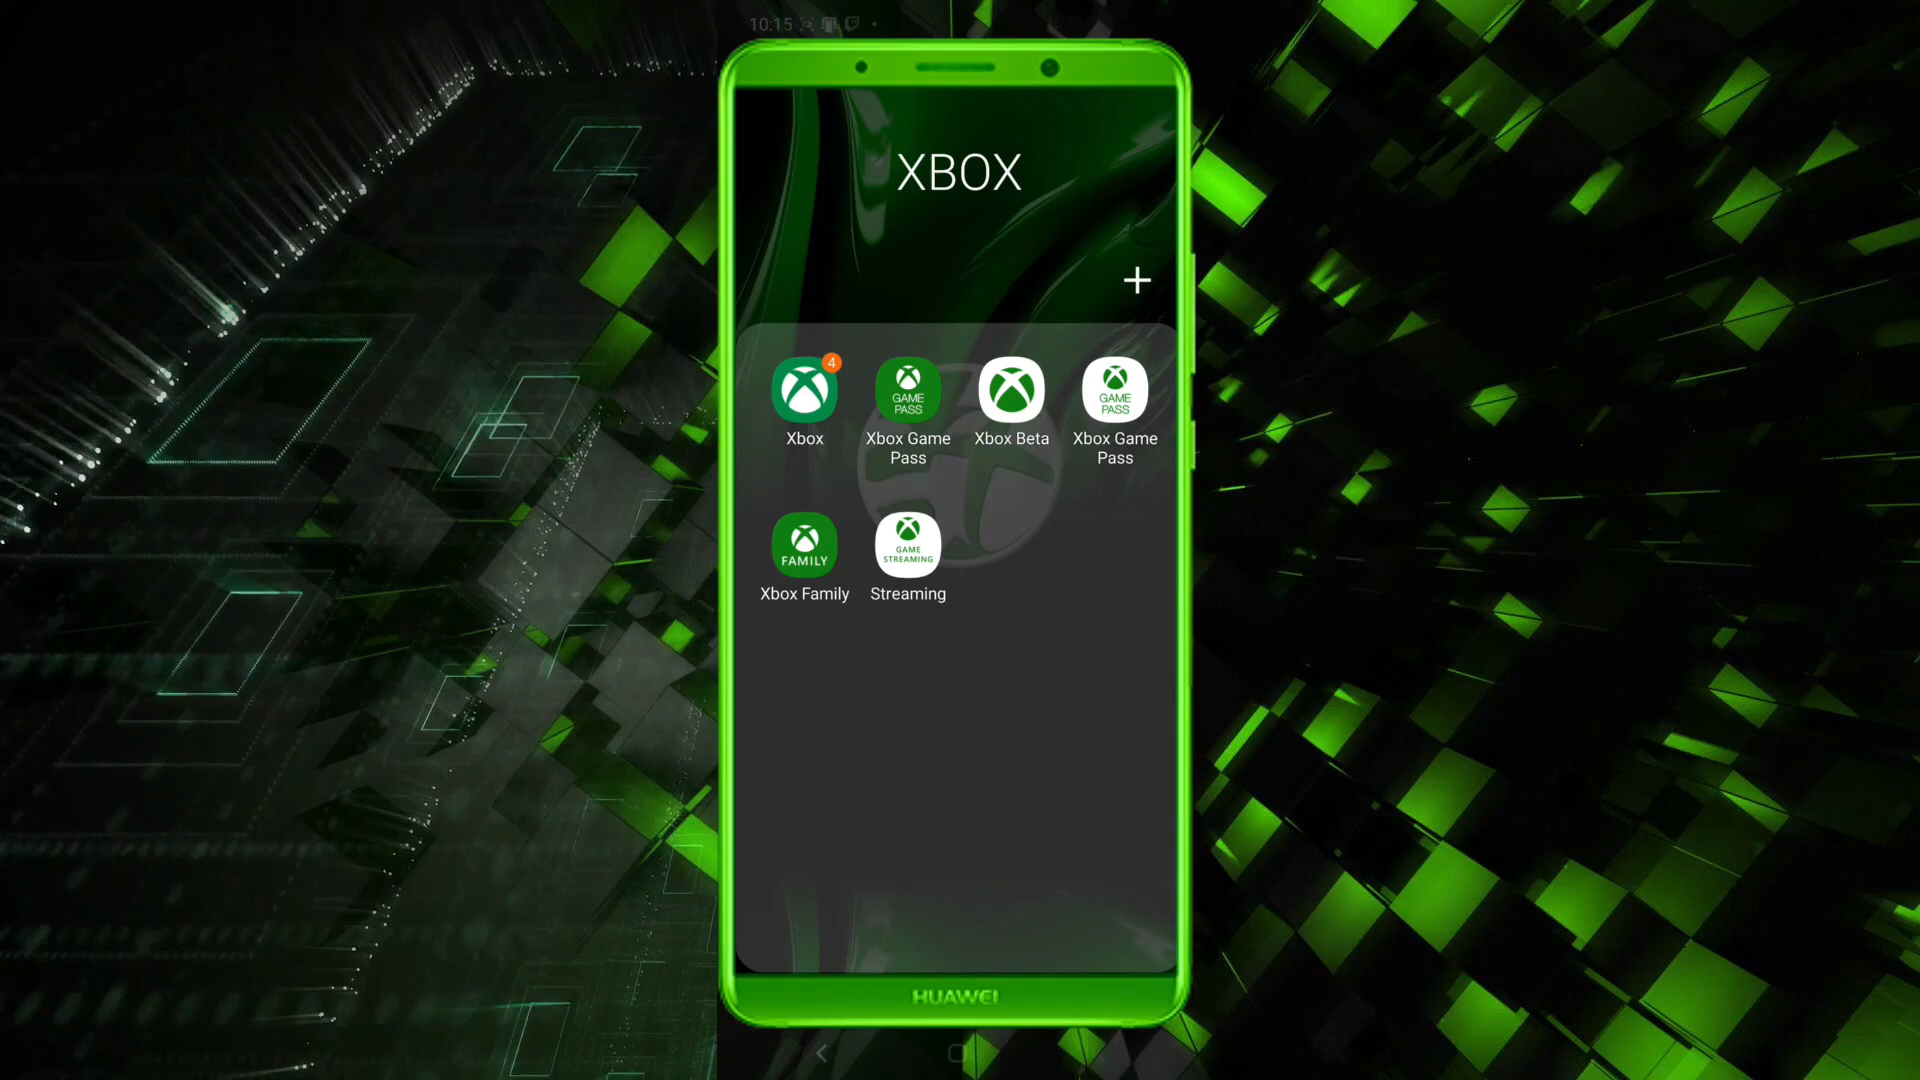 10:15
XBOX
+
4
GAME
PASS
GAME
PASS
Xbox
Xbox Game
Pass
Xbox Beta
Xbox Game
Pass
FAMILY
GAME
STREAMING
Xbox Family
Streaming
HUAWEI